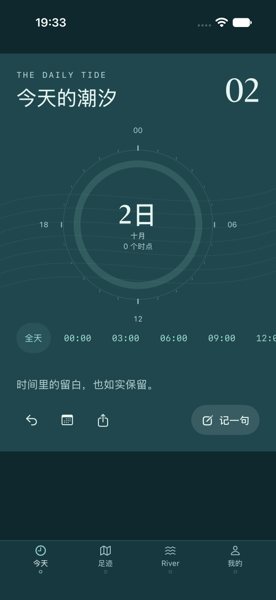 19:33
THE DAILY TIDE
今天的潮汐
02
00
18
2日
十月
0 个时点
06
12
全天 00:00 03:00 06:00 09:00 12:0
时间里的留白，也如实保留。
记一句
今天 足迹 River 我的